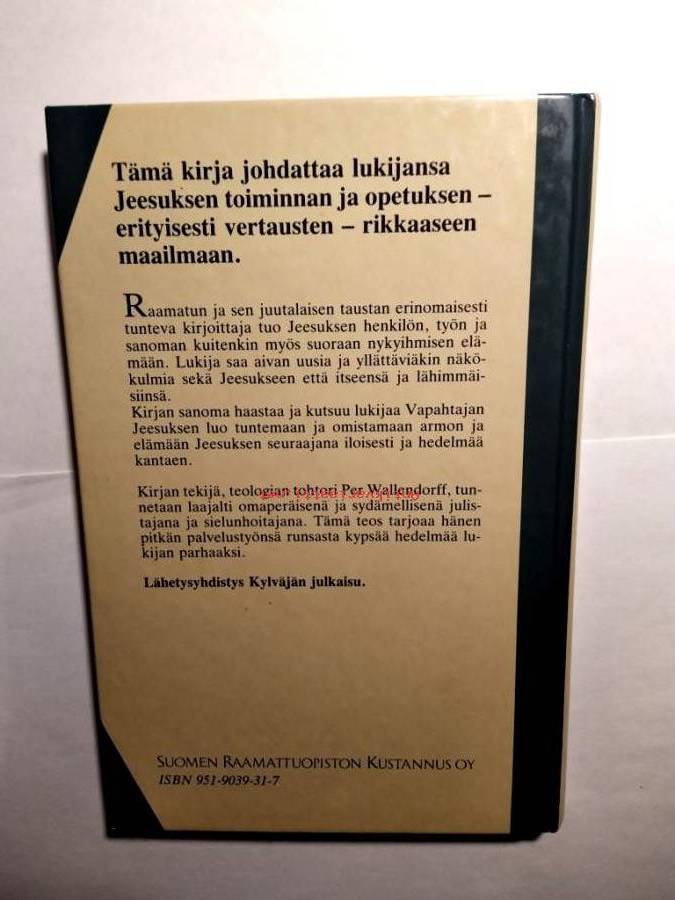 Tämä kirja johdattaa lukijansa
Jeesuksen toiminnan ja opetuksen –
erityisesti vertausten – rikkaaseen
maailmaan.
Raamatun ja sen juutalaisen taustan erinomaisesti
tunteva kirjoittaja tuo Jeesuksen henkilön, työn ja
sanoman kuitenkin myös suoraan nykyihmisen elä-
mään. Lukija saa aivan uusia ja yllättäviäkin näkö-
kulmia sekä Jeesukseen että itseensä ja lähimmäi-
siinsä.
Kirjan sanoma haastaa ja kutsuu lukijaa Vapahtajan
Jeesuksen luo tuntemaan ja omistamaan armon ja
elämään Jeesuksen seuraajana iloisesti ja hedelmää
kantaen.
Kirjan tekijä, teologian tohtori Per Wallendorff, tun-
netaan laajalti omaperäisenä ja sydämellisenä julis-
tajana ja sielunhoitajana. Tämä teos tarjoaa hänen
pitkän palvelustyönsä runsasta kypsää hedelmää lu-
kijan parhaaksi.
Lähetysyhdistys Kylväjän julkaisu.
SUOMEN RAAMATTUOPISTON KUSTANNUS OY
ISBN 951-9039-31-7